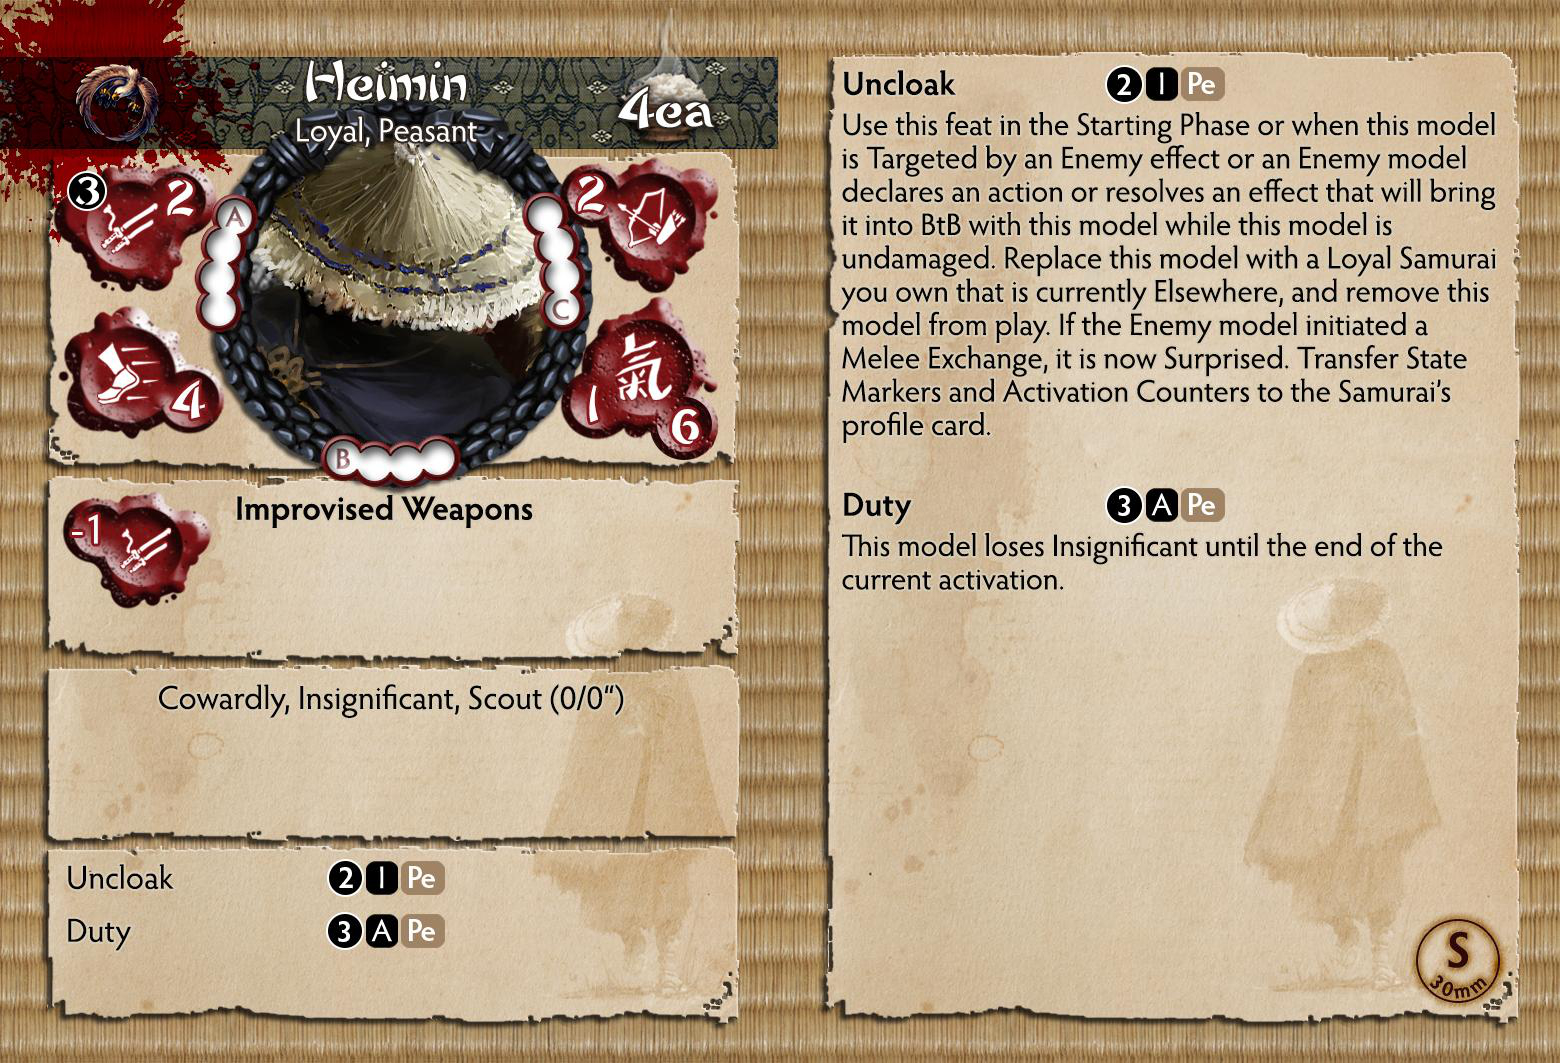 Heimin
Loyal, Peasant
4ea
3 2
A
2
4
C
氣
1 6
B
-1
Improvised Weapons
Cowardly, Insignificant, Scout (0/0")
Uncloak 2 I Pe
Duty 3 A Pe
Uncloak 2 I Pe
Use this feat in the Starting Phase or when this model
is Targeted by an Enemy effect or an Enemy model
declares an action or resolves an effect that will bring
it into BtB with this model while this model is
undamaged. Replace this model with a Loyal Samurai
you own that is currently Elsewhere, and remove this
model from play. If the Enemy model initiated a
Melee Exchange, it is now Surprised. Transfer State
Markers and Activation Counters to the Samurai’s
profile card.
Duty 3 A Pe
This model loses Insignificant until the end of the
current activation.
S
30mm